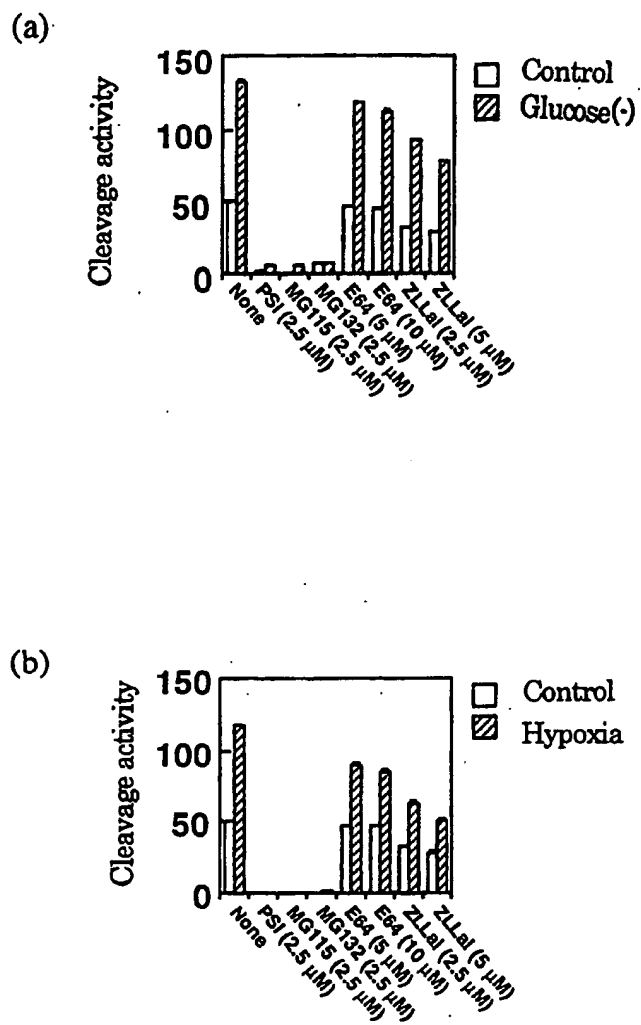 (a)
Cleavage activity
150
100
50
0
Control
Glucose(-)
None
PSI (2.5 μM)
MG115 (2.5 μM)
MG132 (2.5 μM)
E64 (5 μM)
E64 (10 μM)
ZLLal (2.5 μM)
ZLLal (5 μM)
(b)
Cleavage activity
150
100
50
0
Control
Hypoxia
None
PSI (2.5 μM)
MG115 (2.5 μM)
MG132 (2.5 μM)
E64 (5 μM)
E64 (10 μM)
ZLLal (2.5 μM)
ZLLal (5 μM)